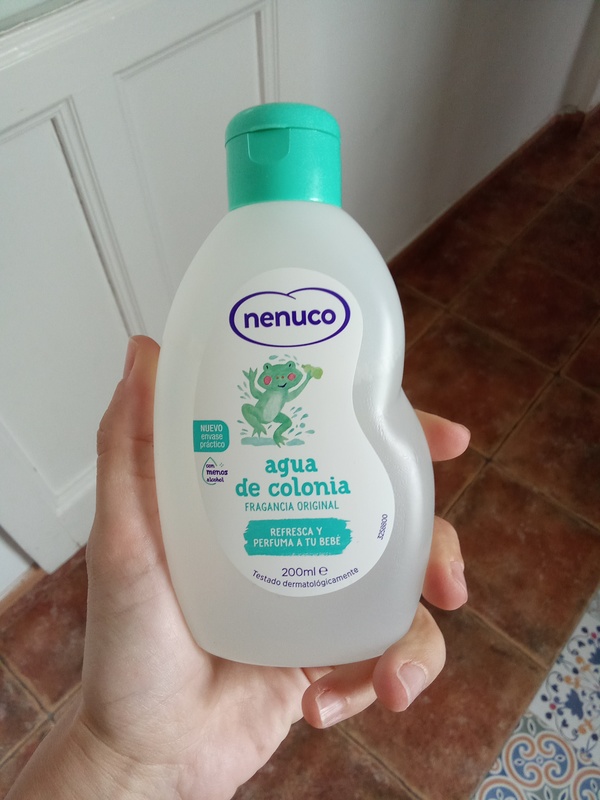 nenuco
NUEVO
envase
práctico
con
menos
alcohol
agua
de colonia
FRAGANCIA ORIGINAL
REFRESCA Y
PERFUMA A TU BEBÉ
200ml e
Testado dermatológicamente
3258800